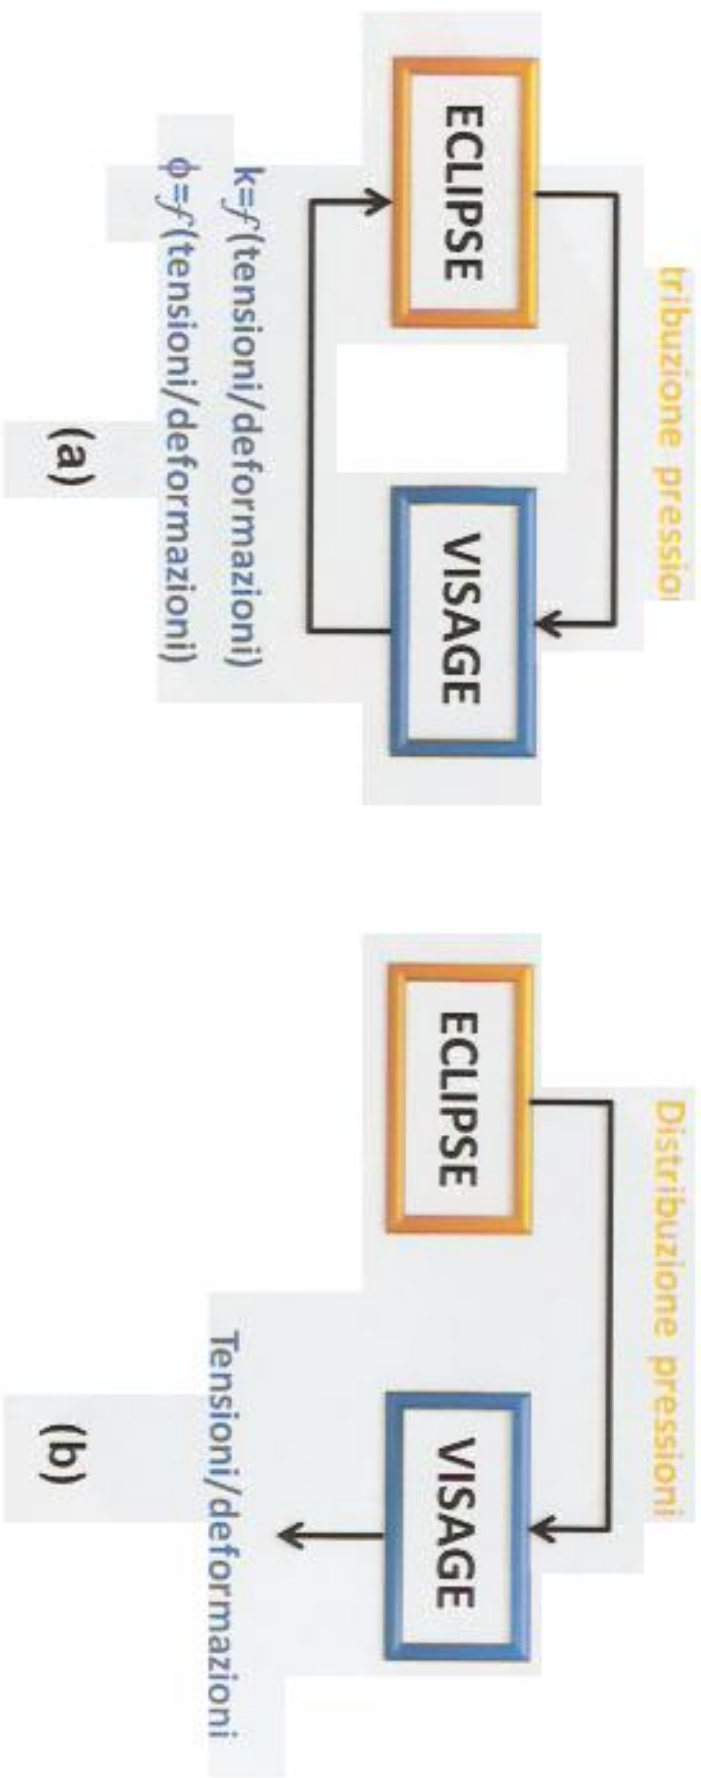 tribuzione pressio
ECLIPSE
VISAGE
k=f(tensioni/deformazioni)
ϕ=f(tensioni/deformazioni)
(a)
Distribuzione pressioni
ECLIPSE
VISAGE
Tensioni/deformazioni
(b)